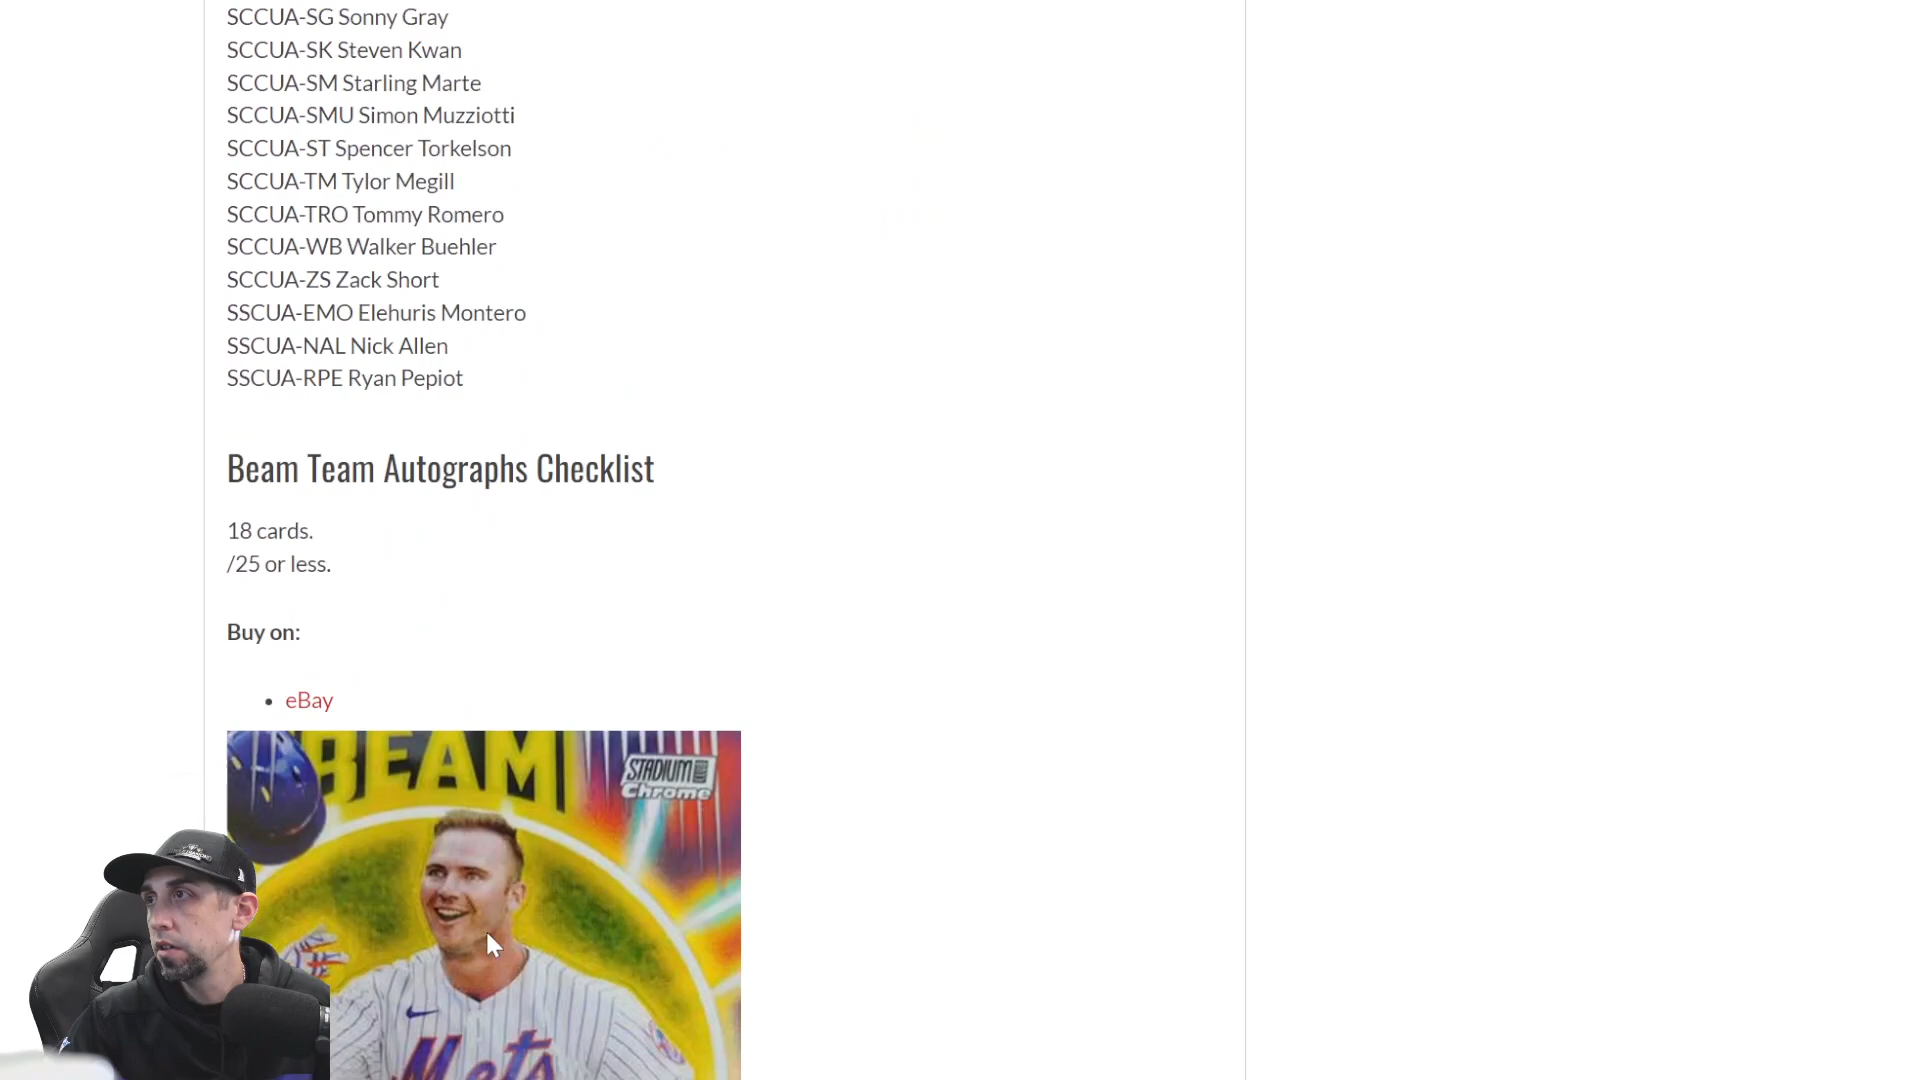 SCCUA-SG Sonny Gray
SCCUA-SK Steven Kwan
SCCUA-SM Starling Marte
SCCUA-SMU Simon Muzziotti
SCCUA-ST Spencer Torkelson
SCCUA-TM Tylor Megill
SCCUA-TRO Tommy Romero
SCCUA-WB Walker Buehler
SCCUA-ZS Zack Short
SSCUA-EMO Elehuris Montero
SSCUA-NAL Nick Allen
SSCUA-RPE Ryan Pepiot
Beam Team Autographs Checklist
18 cards.
/25 or less.
Buy on:
• eBay
BEAM
STADIUM
Chrome
Mets